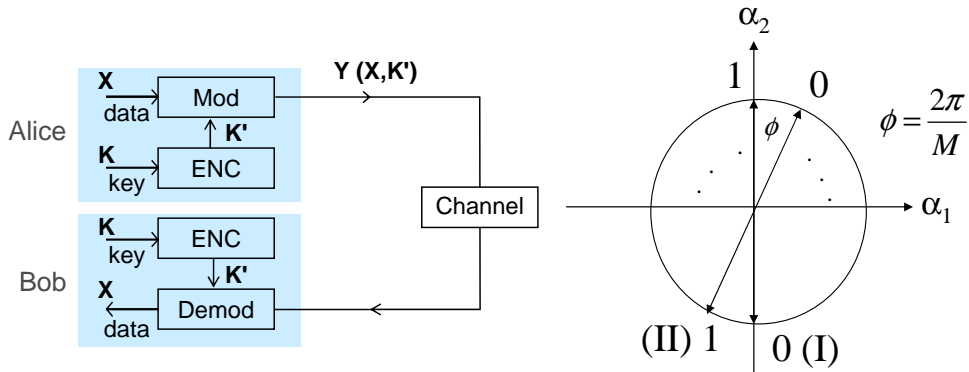 Alice
X
data
Mod
K'
K
key
ENC
Y (X,K')
Channel
Bob
K
key
ENC
K'
X
data
Demod
α₂
1
0
ϕ
ϕ = 2π/M
α₁
(II) 1
0 (I)